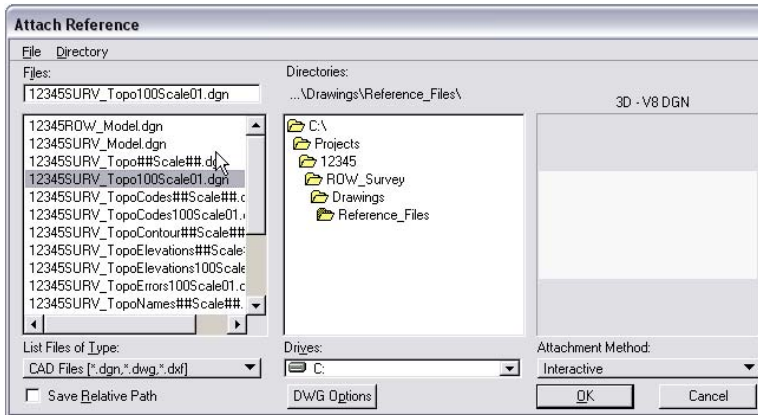 Attach Reference
File Directory
Files:
12345SURV_Topo100Scale01.dgn
12345ROW_Model.dgn
12345SURV_Model.dgn
12345SURV_Topo##Scale##.dgn
12345SURV_Topo100Scale01.dgn
12345SURV_TopoCodes##Scale##.c
12345SURV_TopoCodes100Scale01.
12345SURV_TopoContour##Scale##
12345SURV_TopoElevations##Scale
12345SURV_TopoElevations100Scale
12345SURV_TopoErrors100Scale01.c
12345SURV_TopoNames##Scale##.
List Files of Type:
CAD Files [*.dgn,*.dwg,*.dxf]
Save Relative Path
Directories:
...\Drawings\Reference_Files\
C:\
Projects
12345
ROW_Survey
Drawings
Reference_Files
Drives:
C:
DWG Options
3D - V8 DGN
Attachment Method:
Interactive
OK Cancel